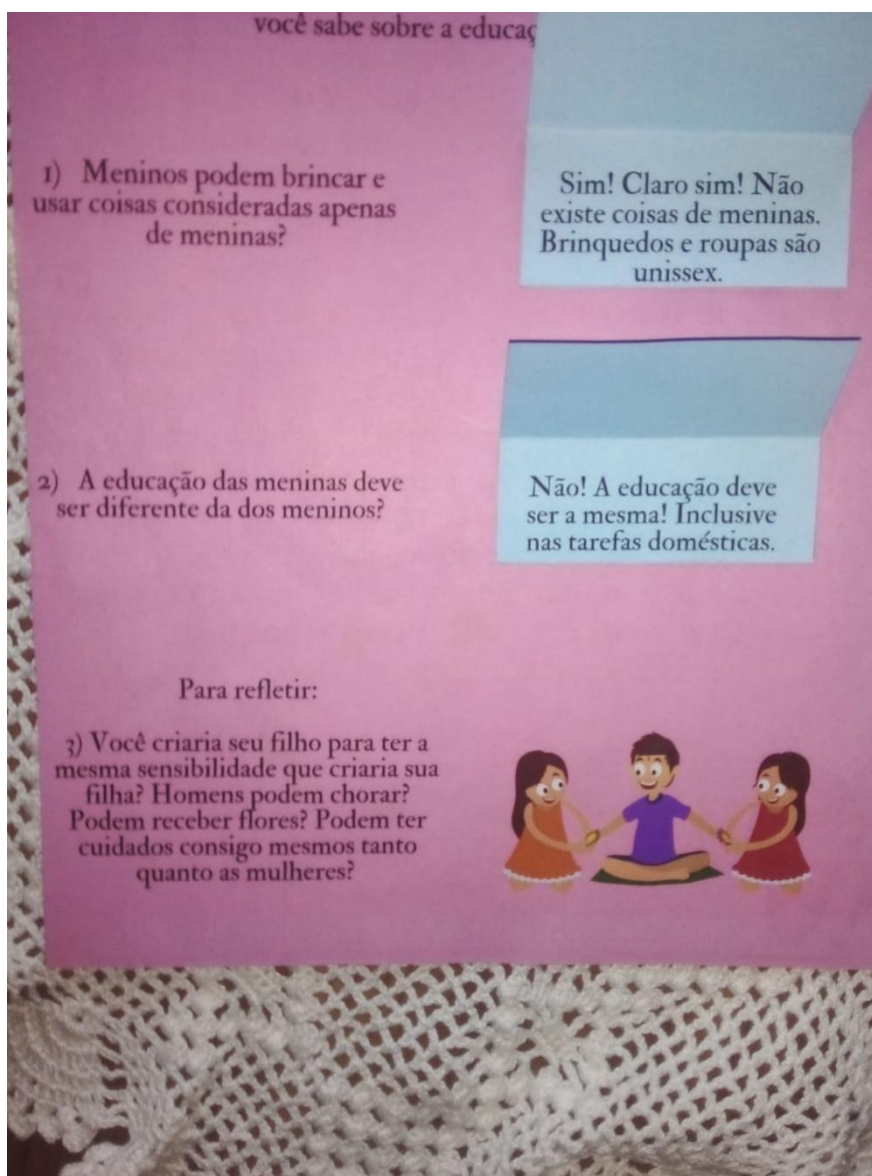 você sabe sobre a educaç
1) Meninos podem brincar e
usar coisas consideradas apenas
de meninas?
Sim! Claro sim! Não
existe coisas de meninas.
Brinquedos e roupas são
unissex.
2) A educação das meninas deve
ser diferente da dos meninos?
Não! A educação deve
ser a mesma! Inclusive
nas tarefas domésticas.
Para refletir:
3) Você criaria seu filho para ter a
mesma sensibilidade que criaria sua
filha? Homens podem chorar?
Podem receber flores? Podem ter
cuidados consigo mesmos tanto
quanto as mulheres?